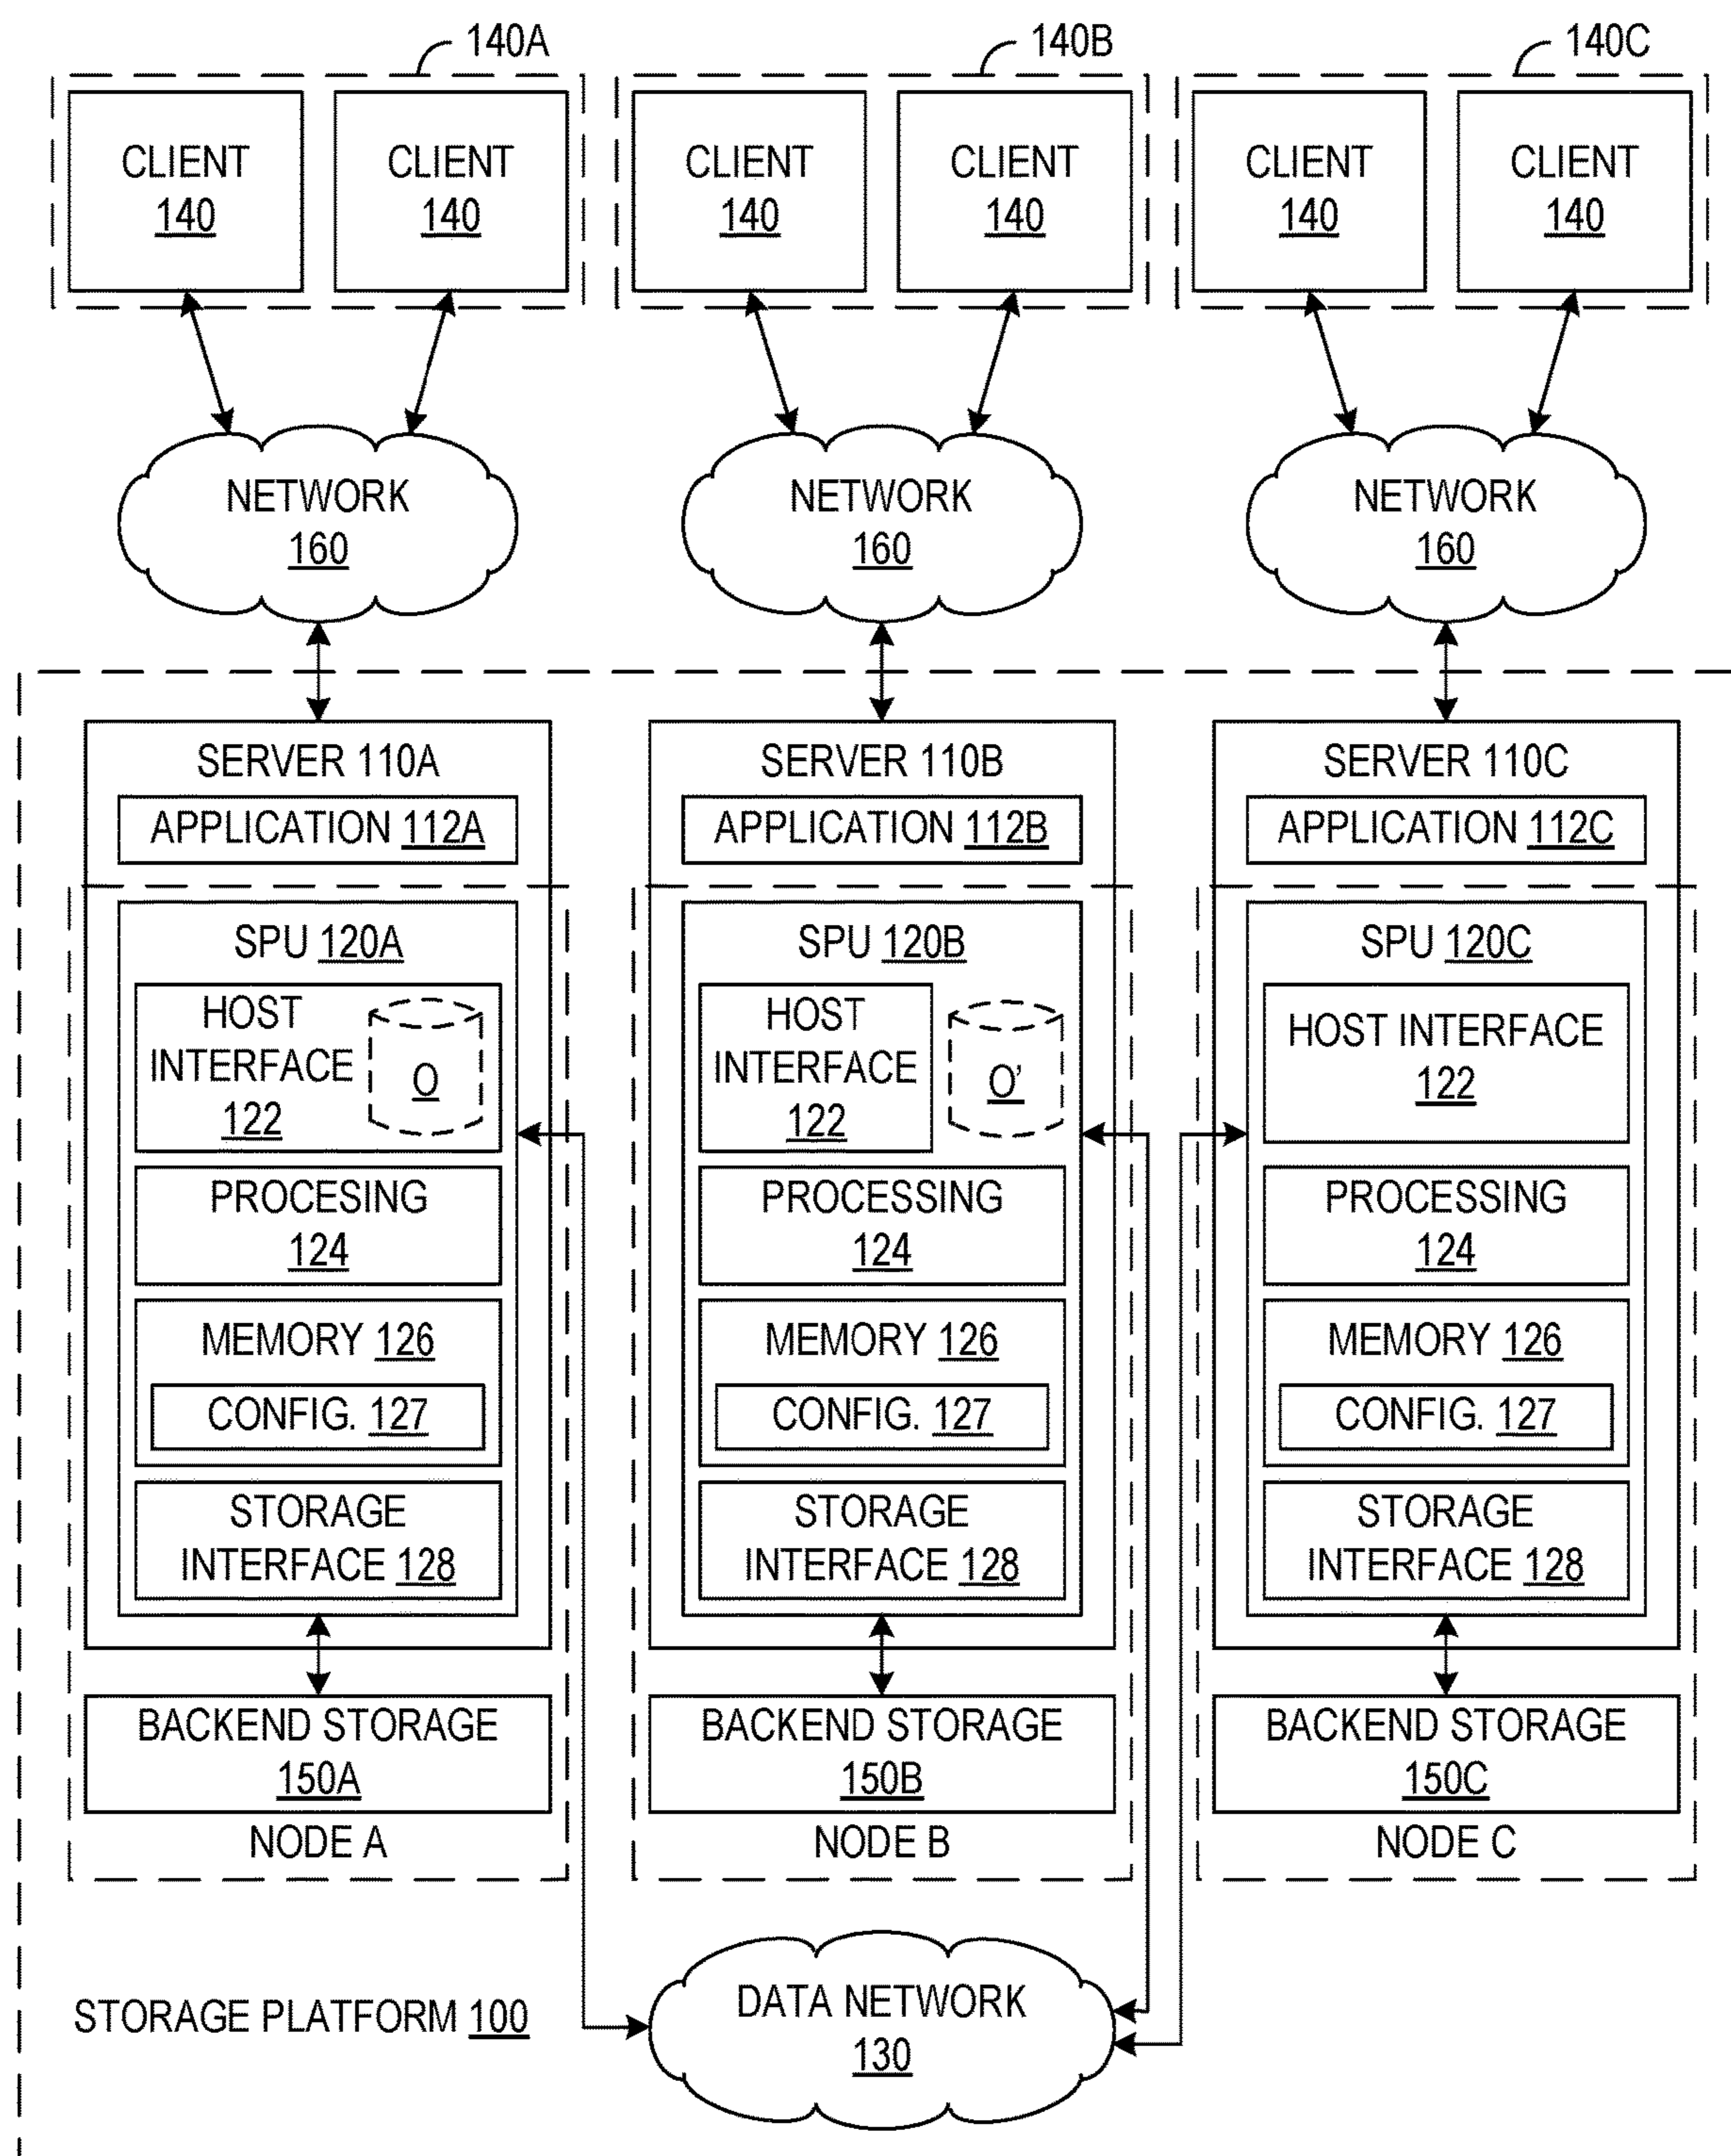 140A
140B
140C
CLIENT
140
CLIENT
140
CLIENT
140
CLIENT
140
CLIENT
140
CLIENT
140
NETWORK
160
NETWORK
160
NETWORK
160
SERVER 110A
APPLICATION 112A
SPU 120A
HOST
INTERFACE
122
O
PROCESING
124
MEMORY 126
CONFIG. 127
STORAGE
INTERFACE 128
BACKEND STORAGE
150A
NODE A
SERVER 110B
APPLICATION 112B
SPU 120B
HOST
INTERFACE
122
O'
PROCESSING
124
MEMORY 126
CONFIG. 127
STORAGE
INTERFACE 128
BACKEND STORAGE
150B
NODE B
SERVER 110C
APPLICATION 112C
SPU 120C
HOST INTERFACE
122
PROCESSING
124
MEMORY 126
CONFIG. 127
STORAGE
INTERFACE 128
BACKEND STORAGE
150C
NODE C
STORAGE PLATFORM 100
DATA NETWORK
130